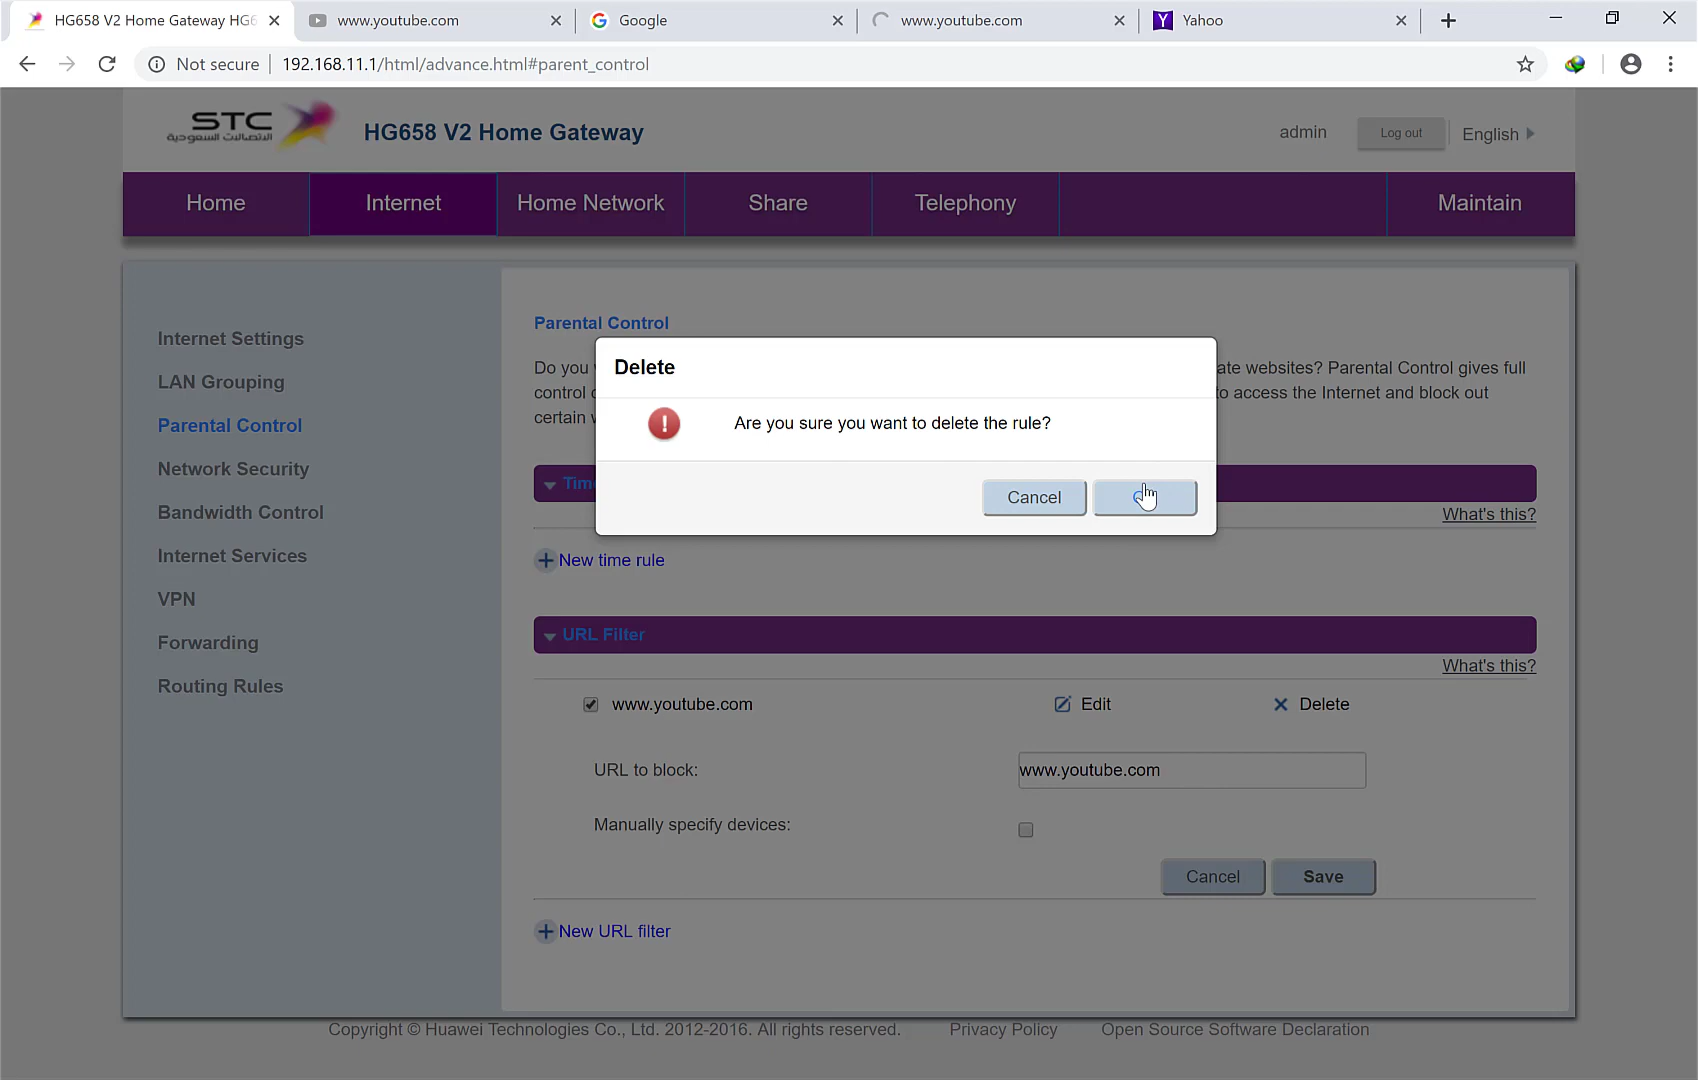 HG658 V2 Home Gateway HG6
www.youtube.com
Google
www.youtube.com
Yahoo
Not secure
192.168.11.1/html/advance.html#parent_control
STC
الاتصالات السعودية
HG658 V2 Home Gateway
admin
Log out
English
Home
Internet
Home Network
Share
Telephony
Maintain
Internet Settings
LAN Grouping
Parental Control
Network Security
Bandwidth Control
Internet Services
VPN
Forwarding
Routing Rules
Parental Control
Do you
ate websites? Parental Control gives full
control
to access the Internet and block out
certain
Delete
Are you sure you want to delete the rule?
Cancel
What's this?
New time rule
URL Filter
What's this?
www.youtube.com
Edit
Delete
URL to block:
www.youtube.com
Manually specify devices:
Cancel
Save
New URL filter
Copyright © Huawei Technologies Co., Ltd. 2012-2016. All rights reserved.
Privacy Policy
Open Source Software Declaration